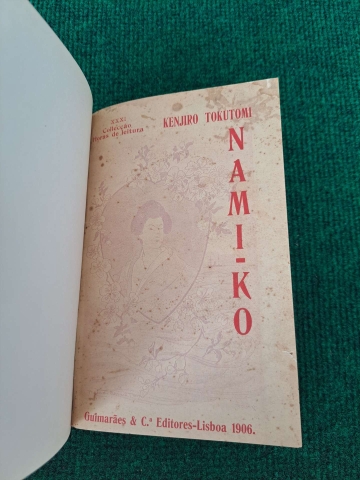 XXXI
Collecção
Horas de leitura
KENJIRO TOKUTOMI
NAMI-KO
Guimarães & C.ª Editores-Lisboa 1906.